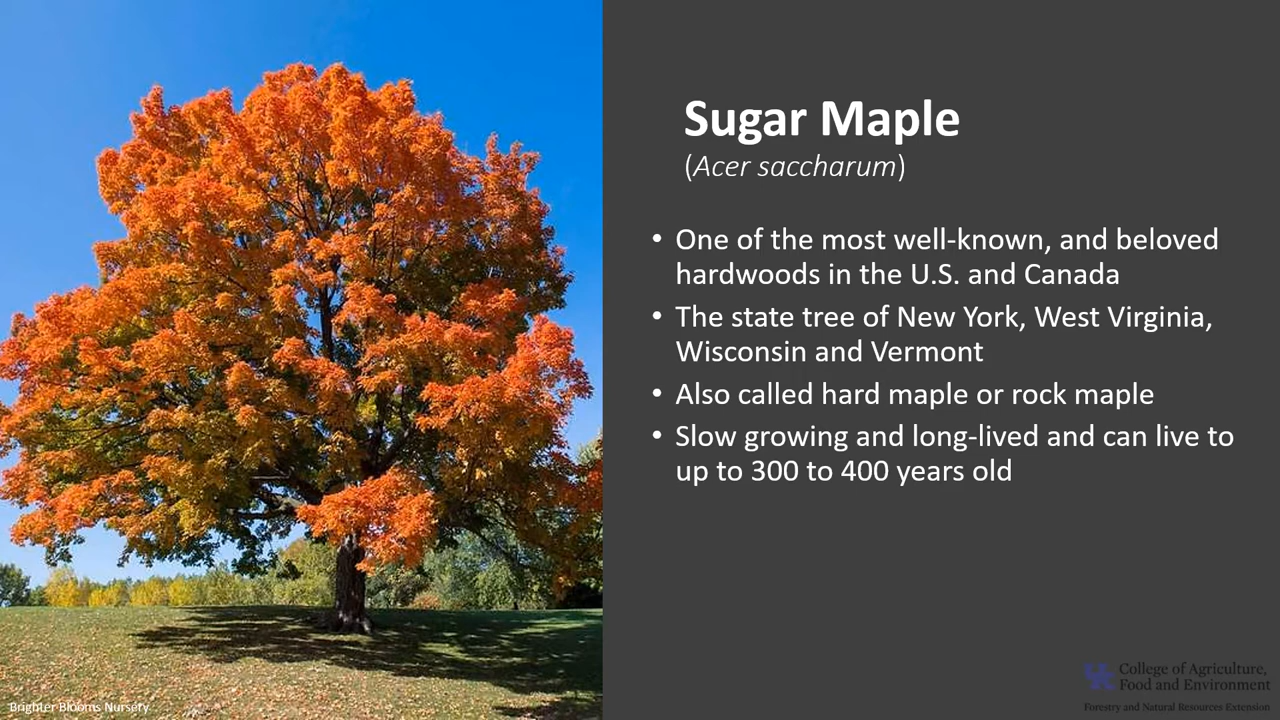 Sugar Maple
(Acer saccharum)
• One of the most well-known, and beloved
hardwoods in the U.S. and Canada
• The state tree of New York, West Virginia,
Wisconsin and Vermont
• Also called hard maple or rock maple
• Slow growing and long-lived and can live to
up to 300 to 400 years old
Brighter Blooms Nursery
UK College of Agriculture,
Food and Environment
Forestry and Natural Resources Extension